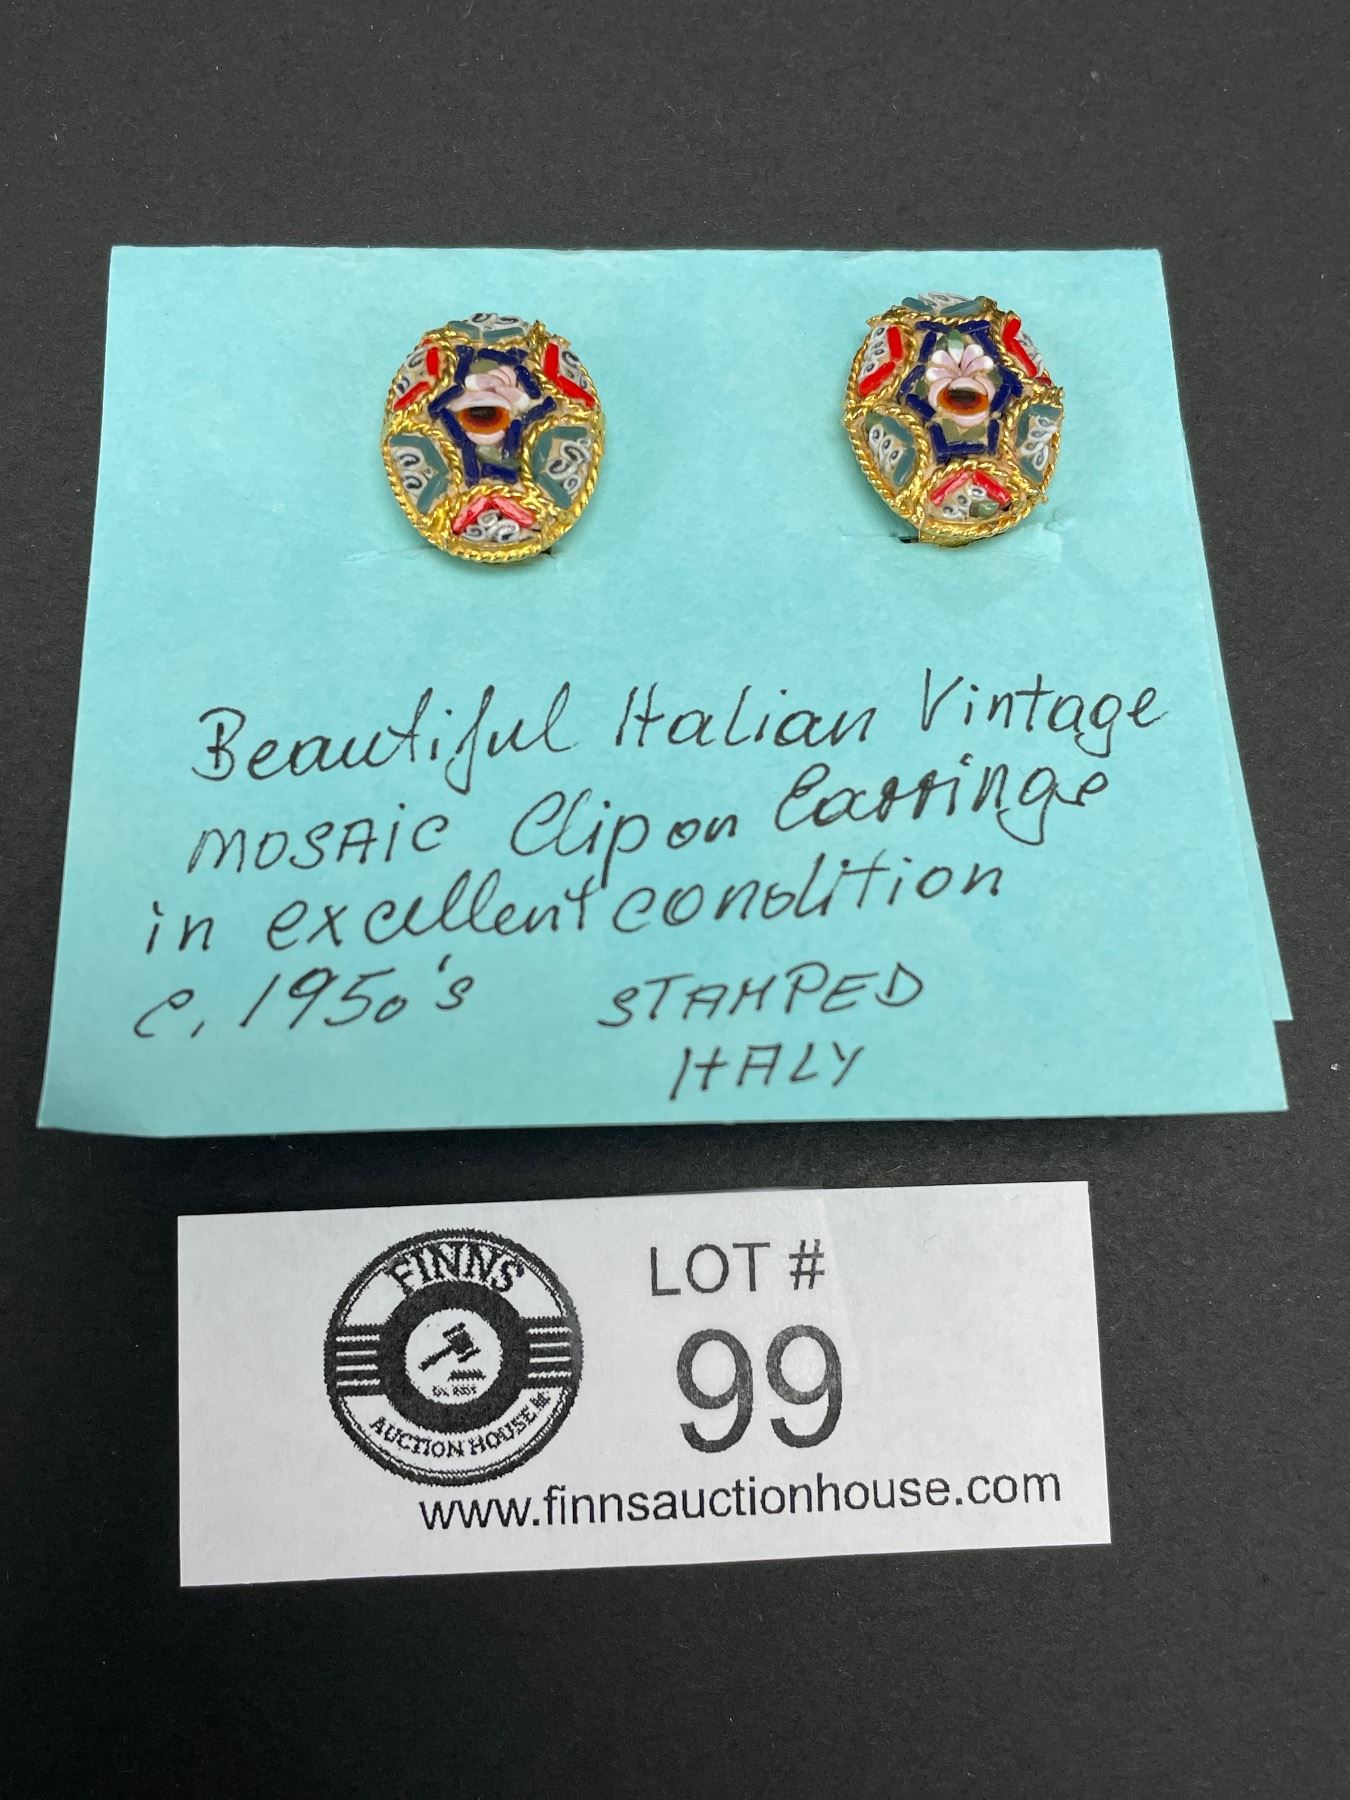 Beautiful Italian Vintage
MOSAIC Clip on Earrings
in excellent condition
c. 1950's STAMPED
ITALY
FINNS
AUCTION HOUSE
LOT #
99
www.finnsauctionhouse.com